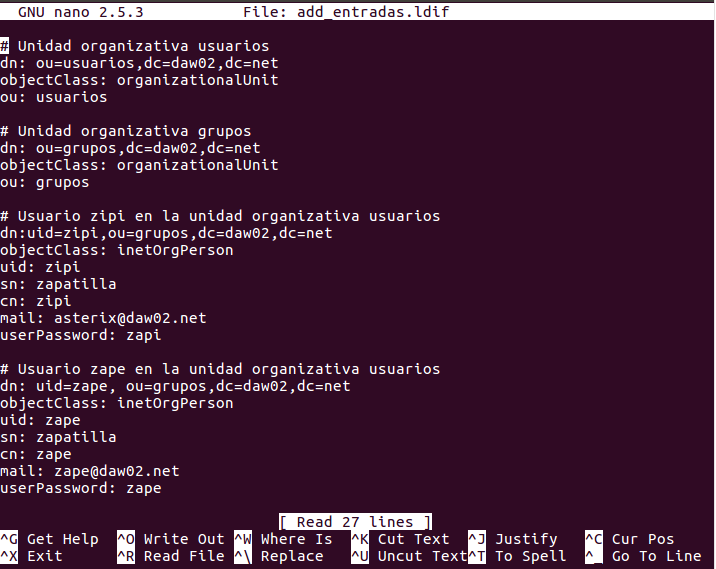 GNU nano 2.5.3 File: add_entradas.ldif
# Unidad organizativa usuarios
dn: ou=usuarios,dc=daw02,dc=net
objectClass: organizationalUnit
ou: usuarios
# Unidad organizativa grupos
dn: ou=grupos,dc=daw02,dc=net
objectClass: organizationalUnit
ou: grupos
# Usuario zipi en la unidad organizativa usuarios
dn:uid=zipi,ou=grupos,dc=daw02,dc=net
objectClass: inetOrgPerson
uid: zipi
sn: zapatilla
cn: zipi
mail: asterix@daw02.net
userPassword: zapi
# Usuario zape en la unidad organizativa usuarios
dn: uid=zape, ou=grupos,dc=daw02,dc=net
objectClass: inetOrgPerson
uid: zape
sn: zapatilla
cn: zape
mail: zape@daw02.net
userPassword: zape
[ Read 27 lines ]
^G Get Help ^O Write Out ^W Where Is ^K Cut Text ^J Justify ^C Cur Pos
^X Exit ^R Read File ^\ Replace ^U Uncut Text ^T To Spell ^_ Go To Line